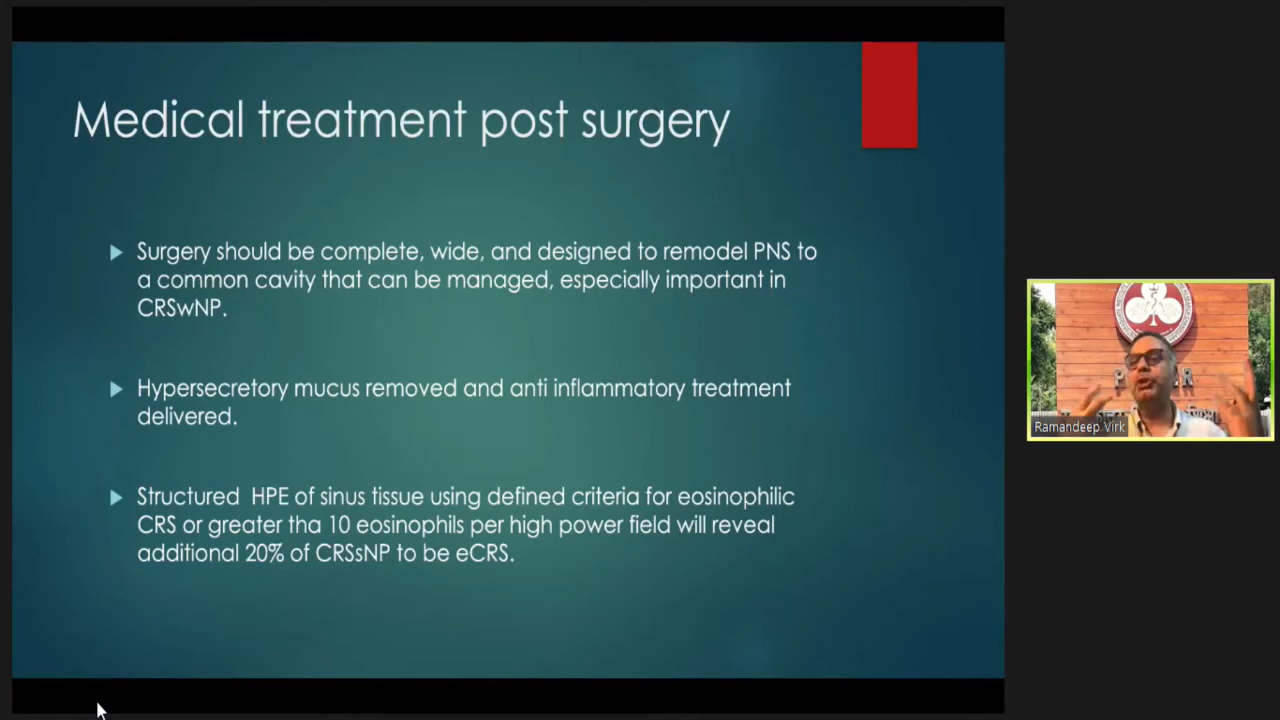 Medical treatment post surgery
Surgery should be complete, wide, and designed to remodel PNS to
a common cavity that can be managed, especially important in
CRSwNP.
Hypersecretory mucus removed and anti inflammatory treatment
delivered.
Structured HPE of sinus tissue using defined criteria for eosinophilic
CRS or greater tha 10 eosinophils per high power field will reveal
additional 20% of CRSsNP to be eCRS.
Ramandeep Virk